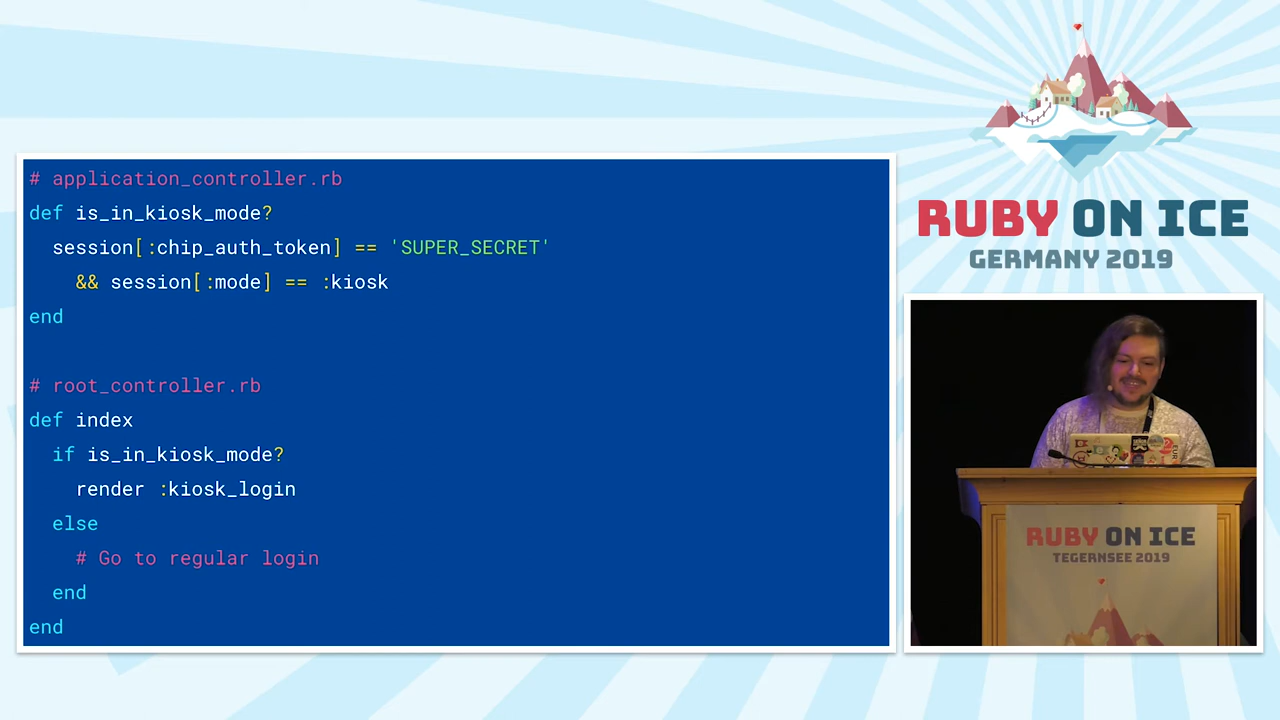 # application_controller.rb
def is_in_kiosk_mode?
  session[:chip_auth_token] == 'SUPER_SECRET'
    && session[:mode] == :kiosk
end
# root_controller.rb
def index
  if is_in_kiosk_mode?
    render :kiosk_login
  else
    # Go to regular login
  end
end
RUBY ON ICE
GERMANY 2019
RUBY ON ICE
TEGERNSEE 2019